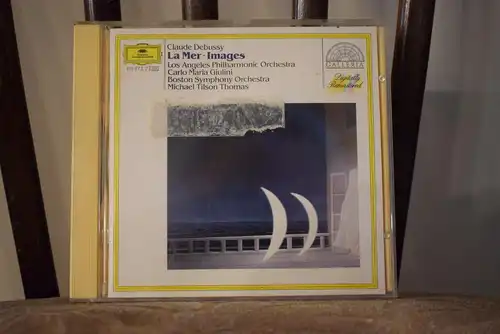 Claude Debussy
La Mer · Images
Los Angeles Philharmonic Orchestra
Carlo Maria Giulini
Boston Symphony Orchestra
Michael Tilson Thomas
GALLERIA
Digitally
Remastered